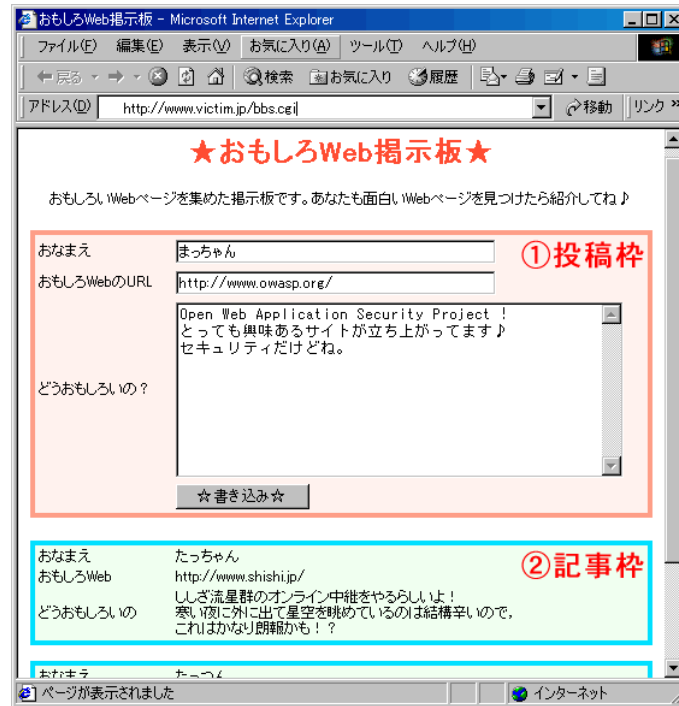 おもしろWeb掲示板 - Microsoft Internet Explorer
ファイル(F) 編集(E) 表示(V) お気に入り(A) ツール(T) ヘルプ(H)
戻る 検索 お気に入り 履歴
アドレス(D) http://www.victim.jp/bbs.cgi 移動 リンク »
★おもしろWeb掲示板★
おもしろいWebページを集めた掲示板です。あなたも面白いWebページを見つけたら紹介してね♪
おなまえ まっちゃん ①投稿枠
おもしろWebのURL http://www.owasp.org/
Open Web Application Security Project !
とっても興味あるサイトが立ち上がってます♪
セキュリティだけどね。
どうおもしろいの？
☆書き込み☆
おなまえ たっちゃん ②記事枠
おもしろWeb http://www.shishi.jp/
ししざ流星群のオンライン中継をやるらしいよ！
どうおもしろいの 寒い夜に外に出て星空を眺めているのは結構辛いので，
これはかなり朗報かも！？
おなまえ
ページが表示されました インターネット